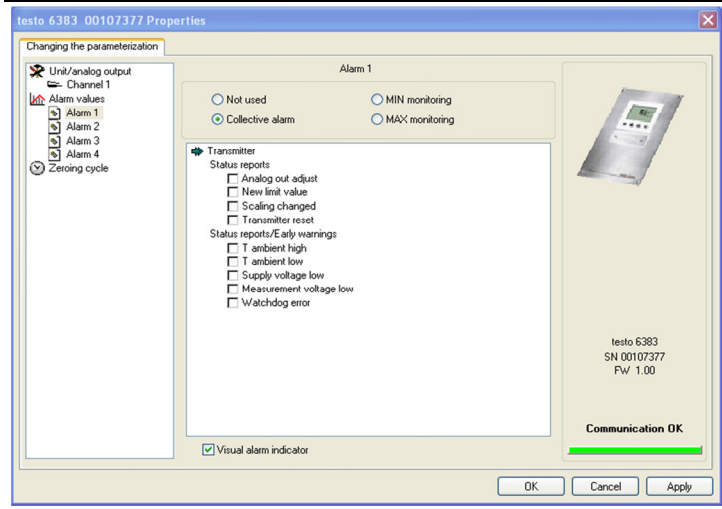 testo 6383 00107377 Properties
Changing the parameterization
Unit/analog output
Channel 1
Alarm values
Alarm 1
Alarm 2
Alarm 3
Alarm 4
Zeroing cycle
Alarm 1
Not used
MIN monitoring
Collective alarm
MAX monitoring
Transmitter
Status reports
Analog out adjust
New limit value
Scaling changed
Transmitter reset
Status reports/Early warnings
T ambient high
T ambient low
Supply voltage low
Measurement voltage low
Watchdog error
Visual alarm indicator
testo 6383
SN 00107377
FW 1.00
Communication OK
OK
Cancel
Apply